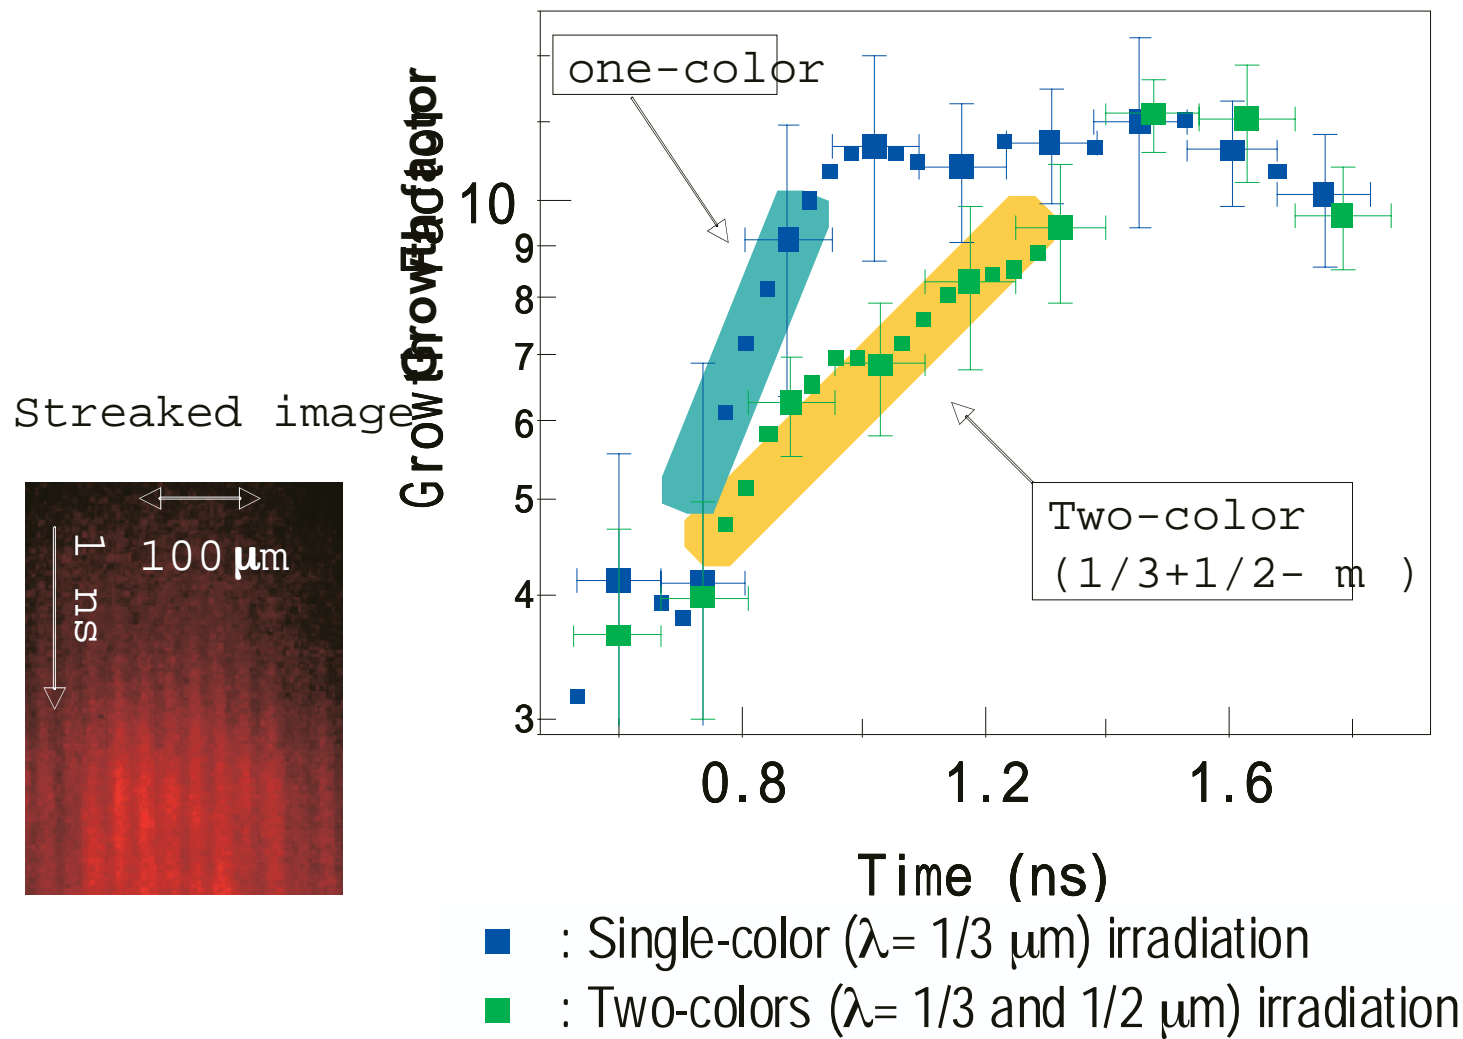 one-color
Growth Factor
Growth Factor
10
9
8
7
6
5
4
3
Streaked image
100 μm
1 ns
Two-color
(1/3+1/2- m )
0.8 1.2 1.6
Time (ns)
: Single-color (λ= 1/3 μm) irradiation
: Two-colors (λ= 1/3 and 1/2 μm) irradiation